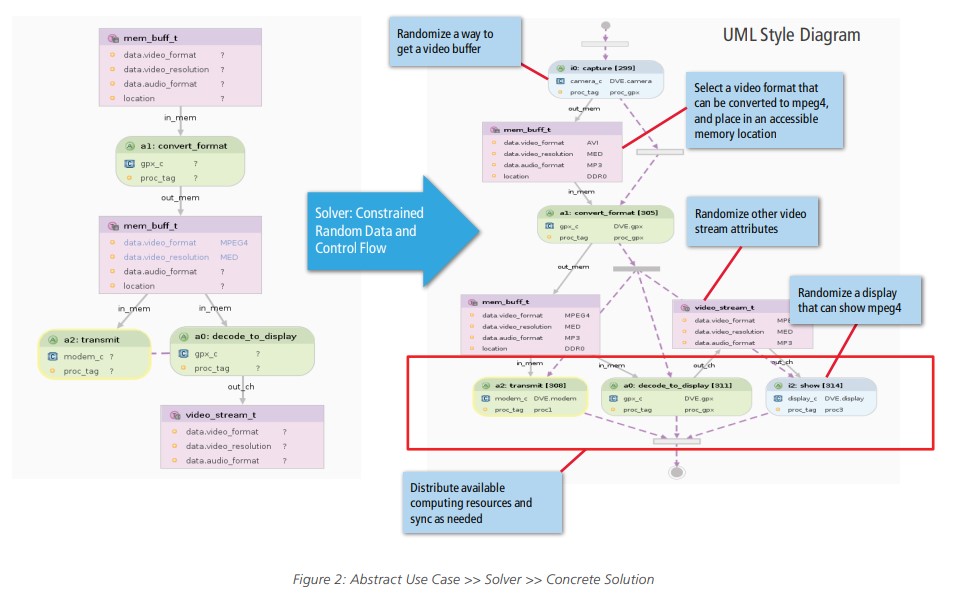 mem_buff_t
data.video_format ?
data.video_resolution ?
data.audio_format ?
location ?
in_mem
a1: convert_format
gpx_c ?
proc_tag ?
out_mem
mem_buff_t
data.video_format MPEG4
data.video_resolution MED
data.audio_format ?
location ?
in_mem
in_mem
a2: transmit
modem_c ?
proc_tag ?
a0: decode_to_display
gpx_c ?
proc_tag ?
out_ch
video_stream_t
data.video_format ?
data.video_resolution ?
data.audio_format ?
Solver: Constrained
Random Data and
Control Flow
UML Style Diagram
Randomize a way to
get a video buffer
i0: capture [299]
camera_c DVE.camera
proc_tag proc_gpx
out_mem
Select a video format that
can be converted to mpeg4,
and place in an accessible
memory location
mem_buff_t
data.video_format AVI
data.video_resolution MED
data.audio_format MP3
location DDR0
in_mem
a1: convert_format [305]
gpx_c DVE.gpx
proc_tag proc_gpx
Randomize other video
stream attributes
out_mem
Randomize a display
that can show mpeg4
mem_buff_t
data.video_format MPEG4
data.video_resolution MED
data.audio_format MP3
location DDR0
video_stream_t
data.video_format MPE
data.video_resolution MED
data.audio_format MP3
in_mem
in_mem
out_ch
out_ch
a2: transmit [308]
modem_c DVE.modem
proc_tag proc1
a0: decode_to_display [311]
gpx_c DVE.gpx
proc_tag proc_gpx
i2: show [314]
display_c DVE.display
proc_tag proc3
Distribute available
computing resources and
sync as needed
Figure 2: Abstract Use Case >> Solver >> Concrete Solution